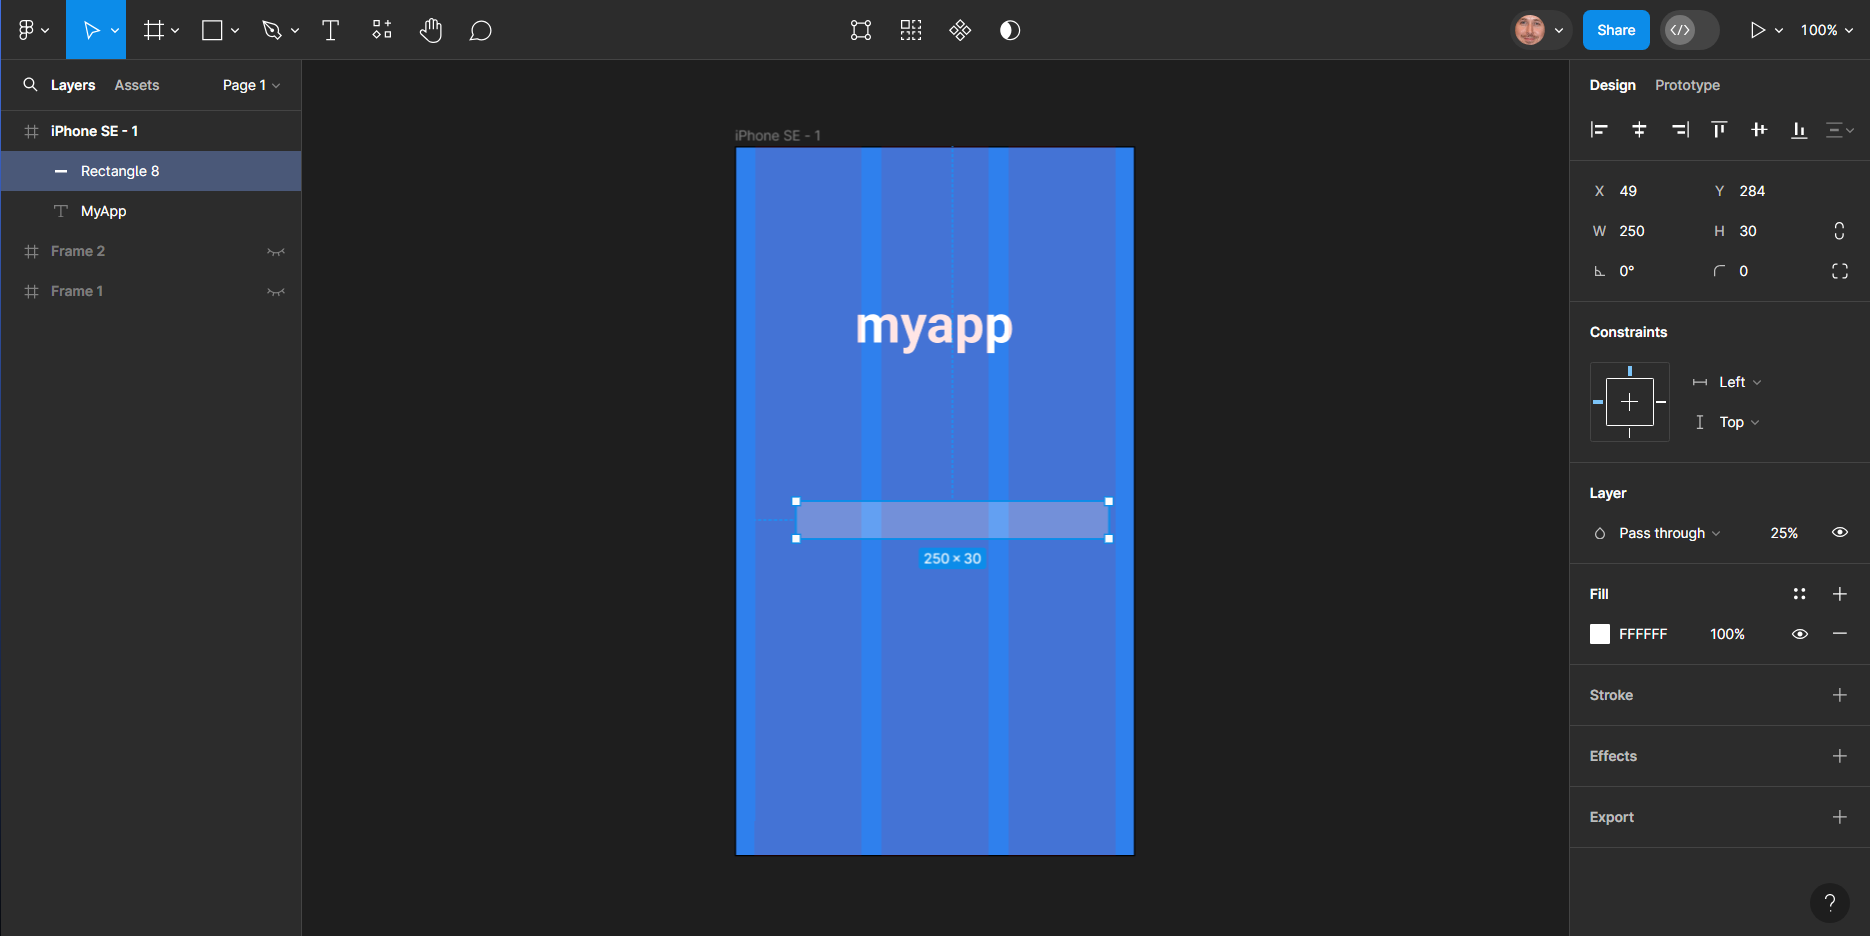 Share
100%
Layers
Assets
Page 1
iPhone SE - 1
Rectangle 8
MyApp
Frame 2
Frame 1
iPhone SE - 1
myapp
250 × 30
Design
Prototype
X 49 Y 284
W 250 H 30
0° 0
Constraints
Left
Top
Layer
Pass through 25%
Fill
FFFFFF 100%
Stroke
Effects
Export
?